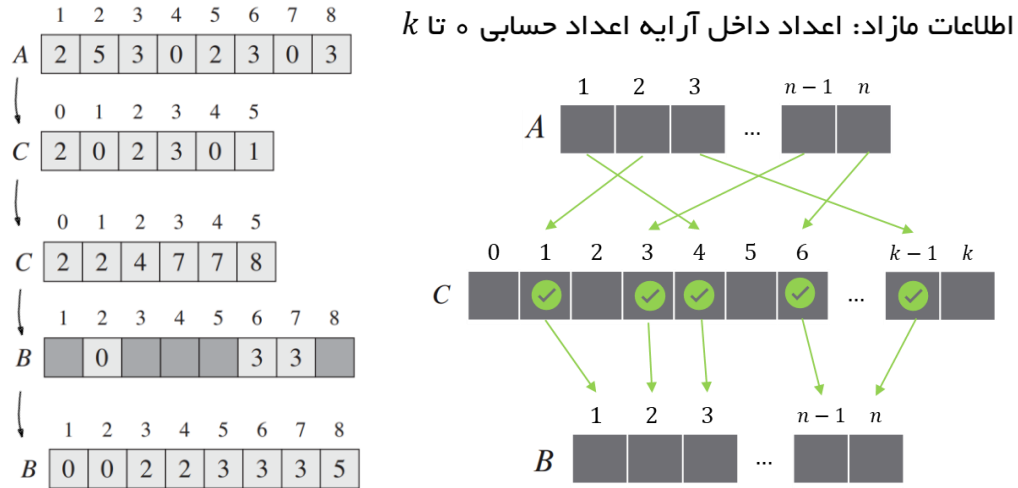 اطلاعات مازاد: اعداد داخل آرایه اعداد حسابی ۰ تا k
1 2 3 4 5 6 7 8
A 2 5 3 0 2 3 0 3
0 1 2 3 4 5
C 2 0 2 3 0 1
0 1 2 3 4 5
C 2 2 4 7 7 8
1 2 3 4 5 6 7 8
B 0 3 3
1 2 3 4 5 6 7 8
B 0 0 2 2 3 3 3 5
1 2 3 n − 1 n
A ...
0 1 2 3 4 5 6 k − 1 k
C ...
1 2 3 n − 1 n
B ...